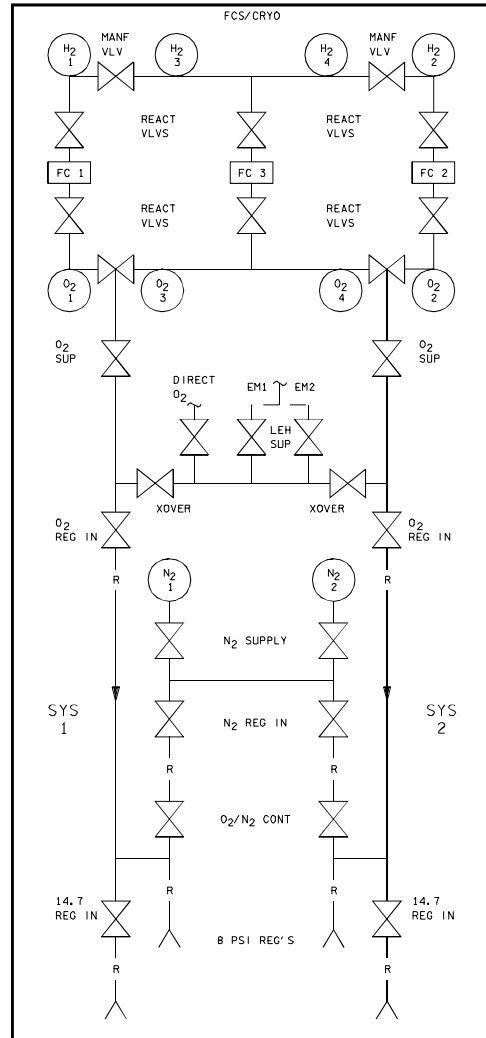 FCS/CRYO
H₂ 1
MANF VLV
H₂ 3
H₂ 4
MANF VLV
H₂ 2
REACT VLVS
REACT VLVS
FC 1
FC 3
FC 2
REACT VLVS
REACT VLVS
O₂ 1
O₂ 3
O₂ 4
O₂ 2
O₂ SUP
O₂ SUP
DIRECT O₂
EM1
EM2
LEH SUP
XOVER
XOVER
O₂ REG IN
O₂ REG IN
R
N₂ 1
N₂ 2
R
N₂ SUPPLY
SYS 1
N₂ REG IN
SYS 2
R
R
O₂/N₂ CONT
R
R
14.7 REG IN
14.7 REG IN
8 PSI REG'S
R
R